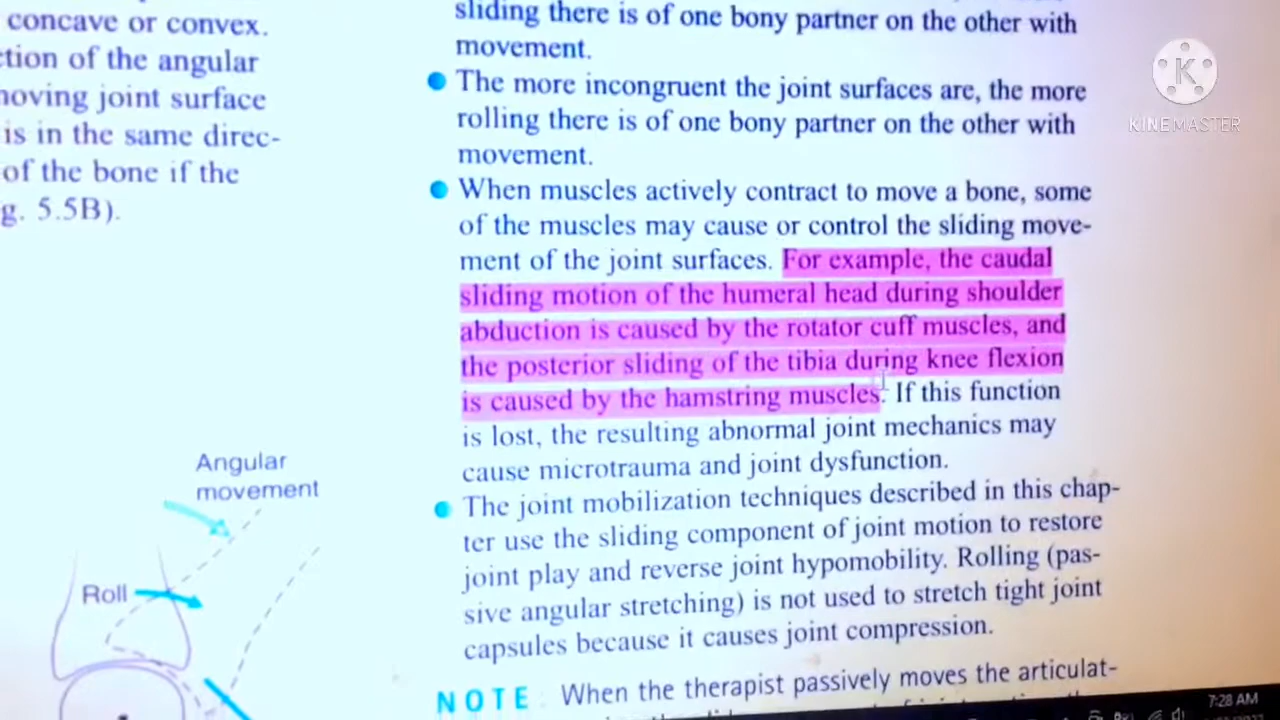 concave or convex.
ction of the angular
moving joint surface
is in the same direc-
of the bone if the
g. 5.5B).
Angular
movement
Roll
sliding there is of one bony partner on the other with
movement.
The more incongruent the joint surfaces are, the more
rolling there is of one bony partner on the other with
movement.
When muscles actively contract to move a bone, some
of the muscles may cause or control the sliding move-
ment of the joint surfaces. For example, the caudal
sliding motion of the humeral head during shoulder
abduction is caused by the rotator cuff muscles, and
the posterior sliding of the tibia during knee flexion
is caused by the hamstring muscles. If this function
is lost, the resulting abnormal joint mechanics may
cause microtrauma and joint dysfunction.
The joint mobilization techniques described in this chap-
ter use the sliding component of joint motion to restore
joint play and reverse joint hypomobility. Rolling (pas-
sive angular stretching) is not used to stretch tight joint
capsules because it causes joint compression.
NOTE: When the therapist passively moves the articulat-
K
KINEMASTER
7:28 AM